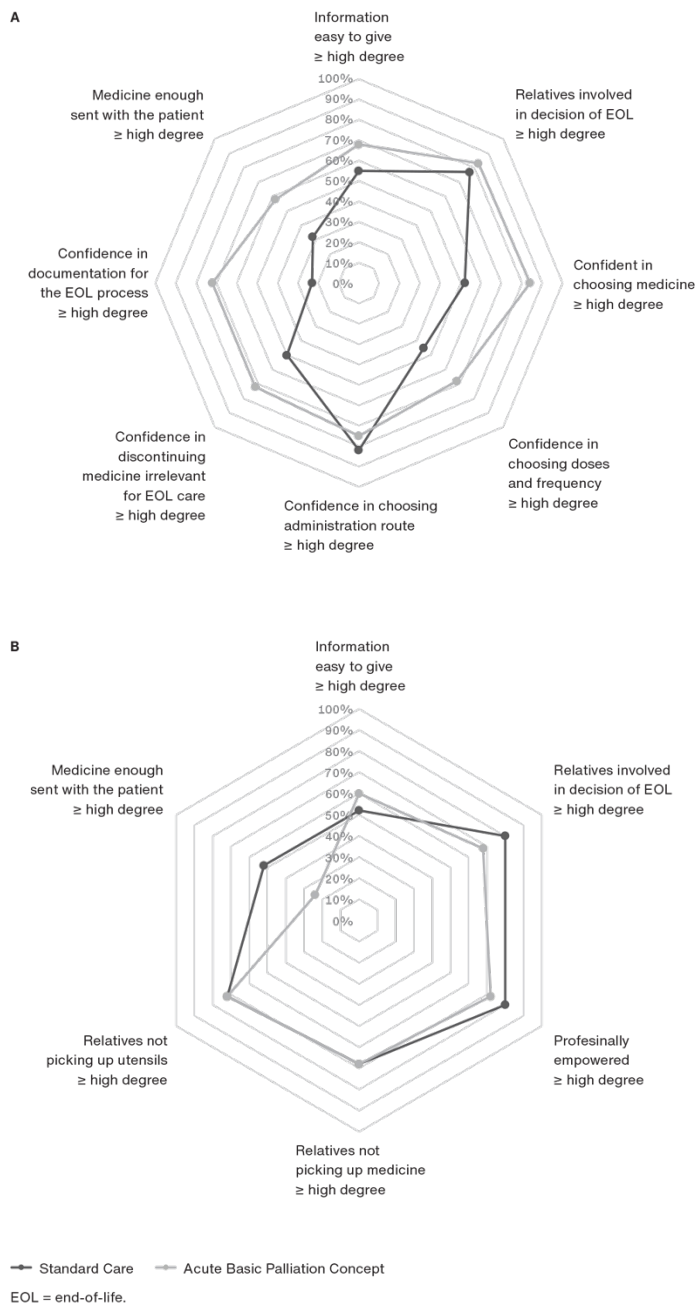 A
Information
easy to give
≥ high degree
100%
90%
80%
70%
60%
50%
40%
30%
20%
10%
0%
Relatives involved
in decision of EOL
≥ high degree
Confident in
choosing medicine
≥ high degree
Confidence in
choosing doses
and frequency
≥ high degree
Confidence in choosing
administration route
≥ high degree
Confidence in
discontinuing
medicine irrelevant
for EOL care
≥ high degree
Confidence in
documentation for
the EOL process
≥ high degree
Medicine enough
sent with the patient
≥ high degree
B
Information
easy to give
≥ high degree
100%
90%
80%
70%
60%
50%
40%
30%
20%
10%
0%
Relatives involved
in decision of EOL
≥ high degree
Profesinally
empowered
≥ high degree
Relatives not
picking up medicine
≥ high degree
Relatives not
picking up utensils
≥ high degree
Medicine enough
sent with the patient
≥ high degree
Standard Care
Acute Basic Palliation Concept
EOL = end-of-life.